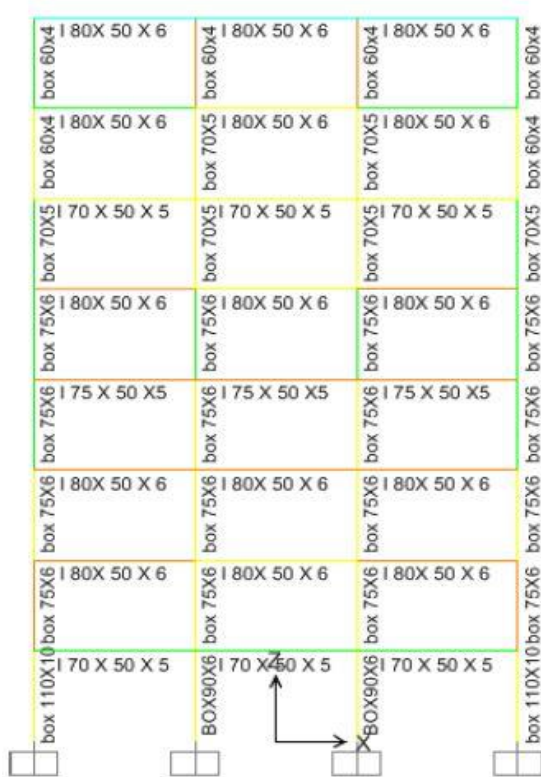 box 60x4 I 80X 50 X 6 box 60x4 I 80X 50 X 6 box 60x4 I 80X 50 X 6 box 60x4
box 60x4 I 80X 50 X 6 box 70X5 I 80X 50 X 6 box 70X5 I 80X 50 X 6 box 60x4
box 70X5 I 70 X 50 X 5 box 70X5 I 70 X 50 X 5 box 70X5 I 70 X 50 X 5 box 70X5
box 75X6 I 80X 50 X 6 box 75X6 I 80X 50 X 6 box 75X6 I 80X 50 X 6 box 75X6
box 75X6 I 75 X 50 X5 box 75X6 I 75 X 50 X5 box 75X6 I 75 X 50 X5 box 75X6
box 75X6 I 80X 50 X 6 box 75X6 I 80X 50 X 6 box 75X6 I 80X 50 X 6 box 75X6
box 75X6 I 80X 50 X 6 box 75X6 I 80X 50 X 6 box 75X6 I 80X 50 X 6 box 75X6
box 110X10 I 70 X 50 X 5 BOX90X6 I 70 X 50 X 5 BOX90X6 I 70 X 50 X 5 box 110X10
Z
X